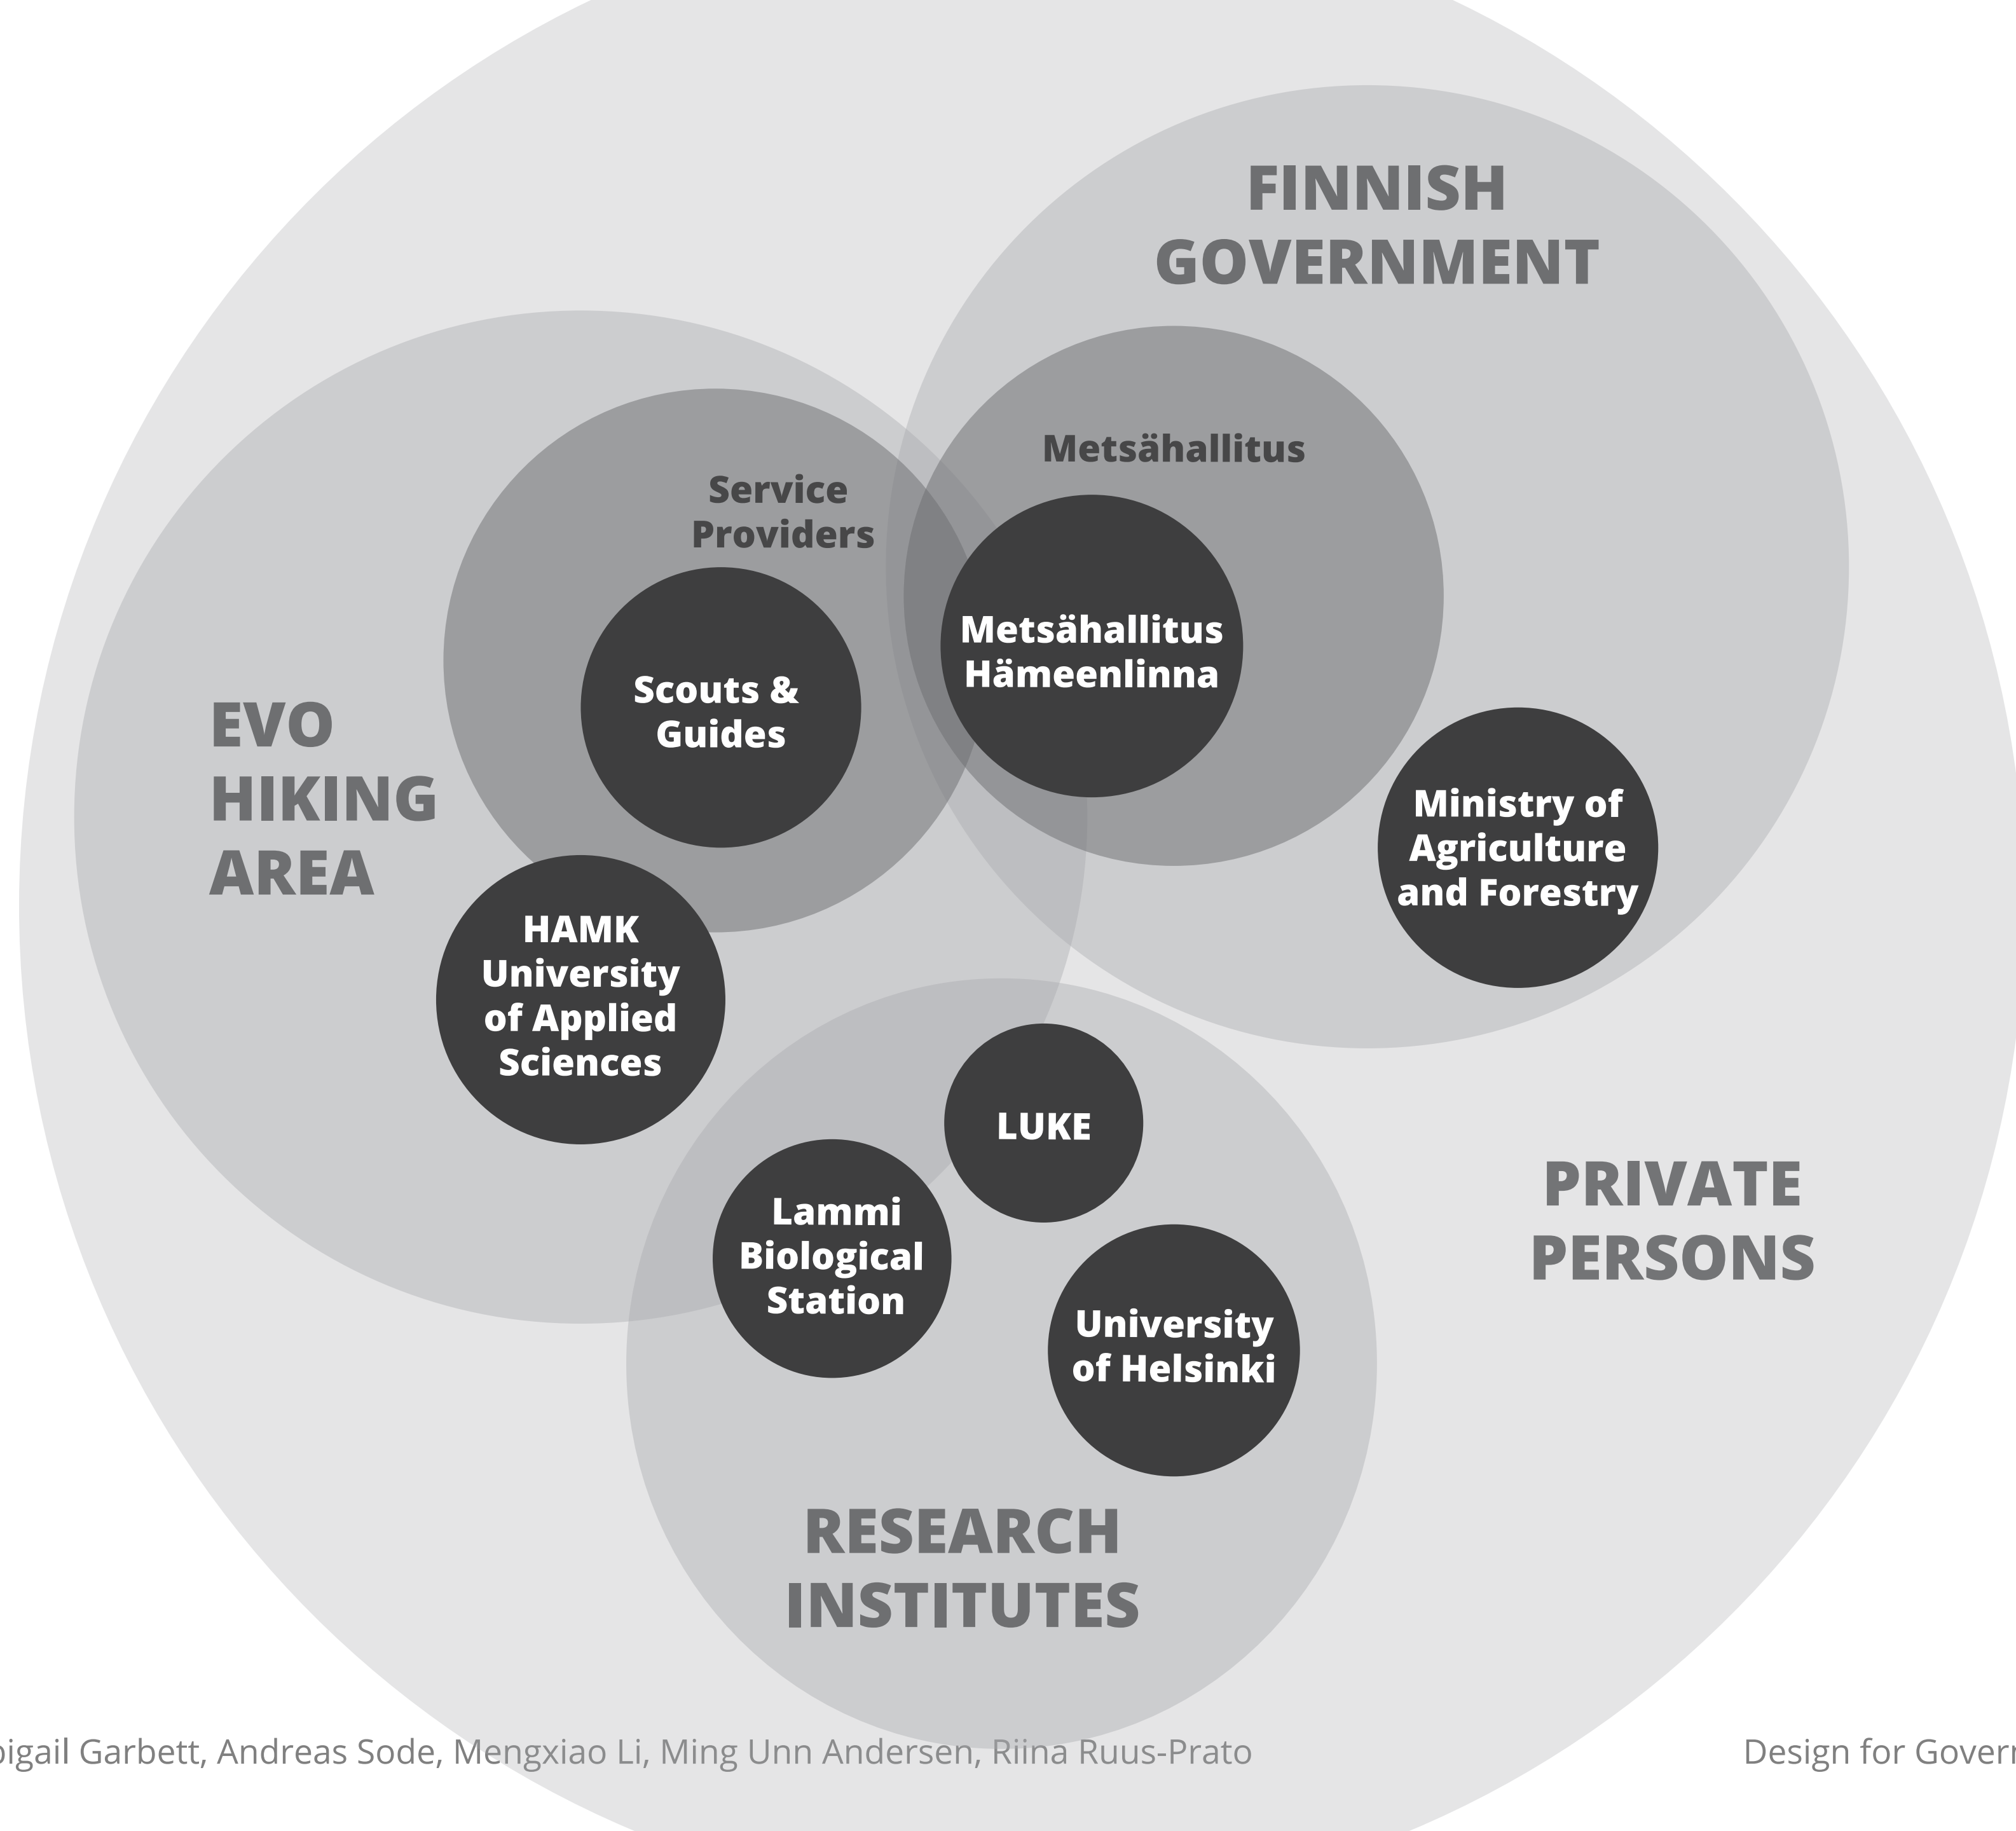 FINNISH
GOVERNMENT
Metsähallitus
Service
Providers
Metsähallitus
Hämeenlinna
Scouts &
Guides
EVO
HIKING
AREA
Ministry of
Agriculture
and Forestry
HAMK
University
of Applied
Sciences
LUKE
Lammi
Biological
Station
PRIVATE
PERSONS
University
of Helsinki
RESEARCH
INSTITUTES
Garbett, Andreas Sode, Mengxiao Li, Ming Unn Andersen, Riina Ruus-Prato
Design for